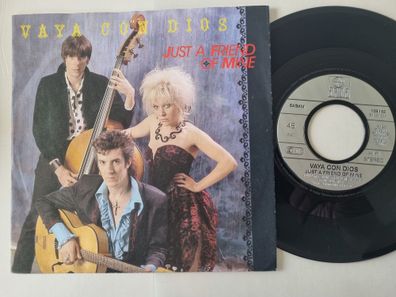 VAYA CON DIOS
JUST A FRIEND
OF MINE
45
STEREO
VAYA CON DIOS
JUST A FRIEND OF MINE